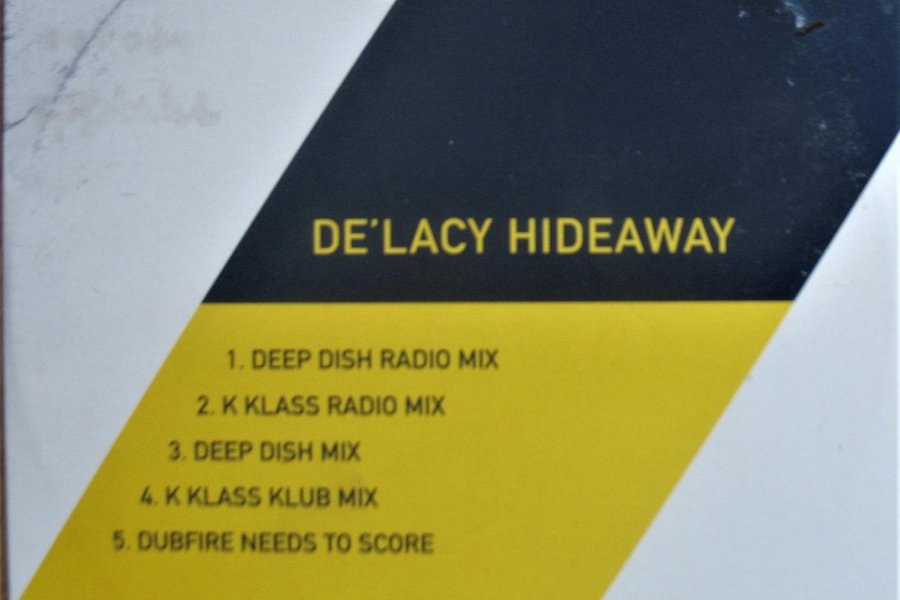 DE'LACY HIDEAWAY
1. DEEP DISH RADIO MIX
2. K KLASS RADIO MIX
3. DEEP DISH MIX
4. K KLASS KLUB MIX
5. DUBFIRE NEEDS TO SCORE